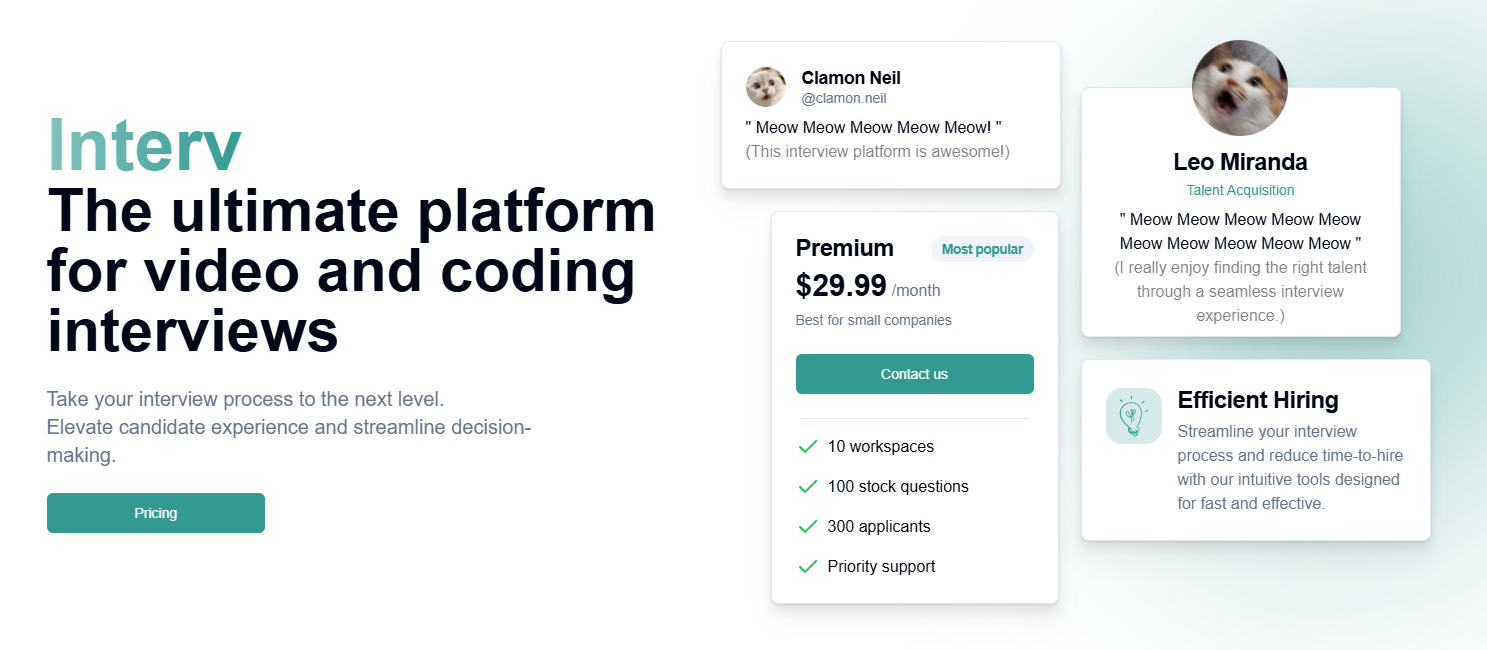 Interv
The ultimate platform
for video and coding
interviews
Take your interview process to the next level.
Elevate candidate experience and streamline decision-
making.
Pricing
Clamon Neil
@clamon.neil
" Meow Meow Meow Meow Meow! "
(This interview platform is awesome!)
Premium
Most popular
$29.99 /month
Best for small companies
Contact us
10 workspaces
100 stock questions
300 applicants
Priority support
Leo Miranda
Talent Acquisition
" Meow Meow Meow Meow Meow
Meow Meow Meow Meow Meow "
(I really enjoy finding the right talent
through a seamless interview
experience.)
Efficient Hiring
Streamline your interview
process and reduce time-to-hire
with our intuitive tools designed
for fast and effective.